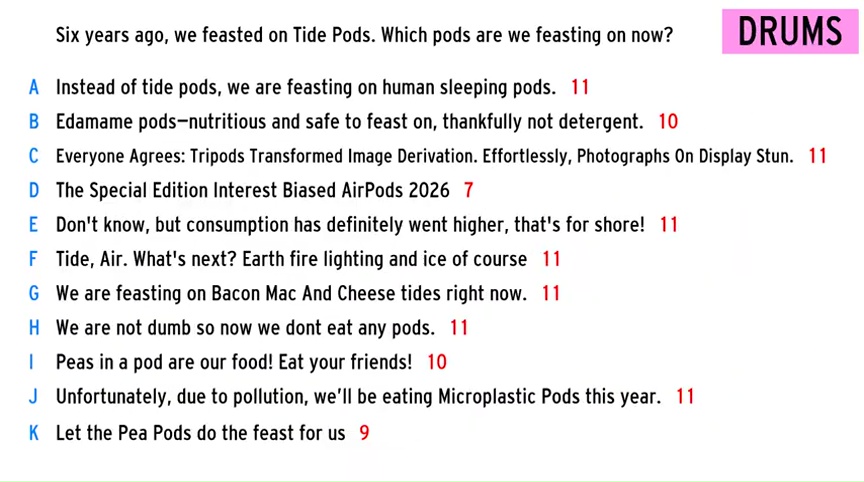 Six years ago, we feasted on Tide Pods. Which pods are we feasting on now?
DRUMS
A Instead of tide pods, we are feasting on human sleeping pods. 11
B Edamame pods—nutritious and safe to feast on, thankfully not detergent. 10
C Everyone Agrees: Tripods Transformed Image Derivation. Effortlessly, Photographs On Display Stun. 11
D The Special Edition Interest Biased AirPods 2026 7
E Don't know, but consumption has definitely went higher, that's for shore! 11
F Tide, Air. What's next? Earth fire lighting and ice of course 11
G We are feasting on Bacon Mac And Cheese tides right now. 11
H We are not dumb so now we dont eat any pods. 11
I Peas in a pod are our food! Eat your friends! 10
J Unfortunately, due to pollution, we’ll be eating Microplastic Pods this year. 11
K Let the Pea Pods do the feast for us 9